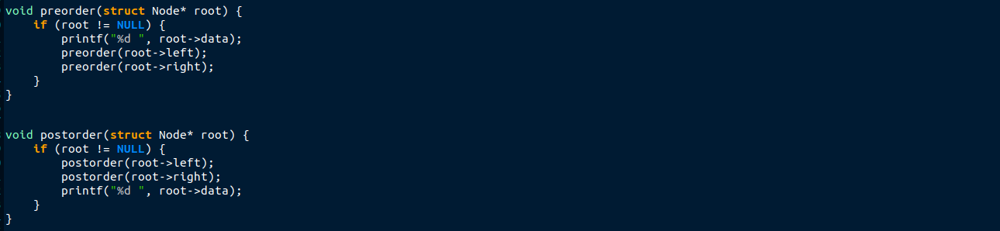 void preorder(struct Node* root) {
    if (root != NULL) {
        printf("%d ", root->data);
        preorder(root->left);
        preorder(root->right);
    }
}
void postorder(struct Node* root) {
    if (root != NULL) {
        postorder(root->left);
        postorder(root->right);
        printf("%d ", root->data);
    }
}